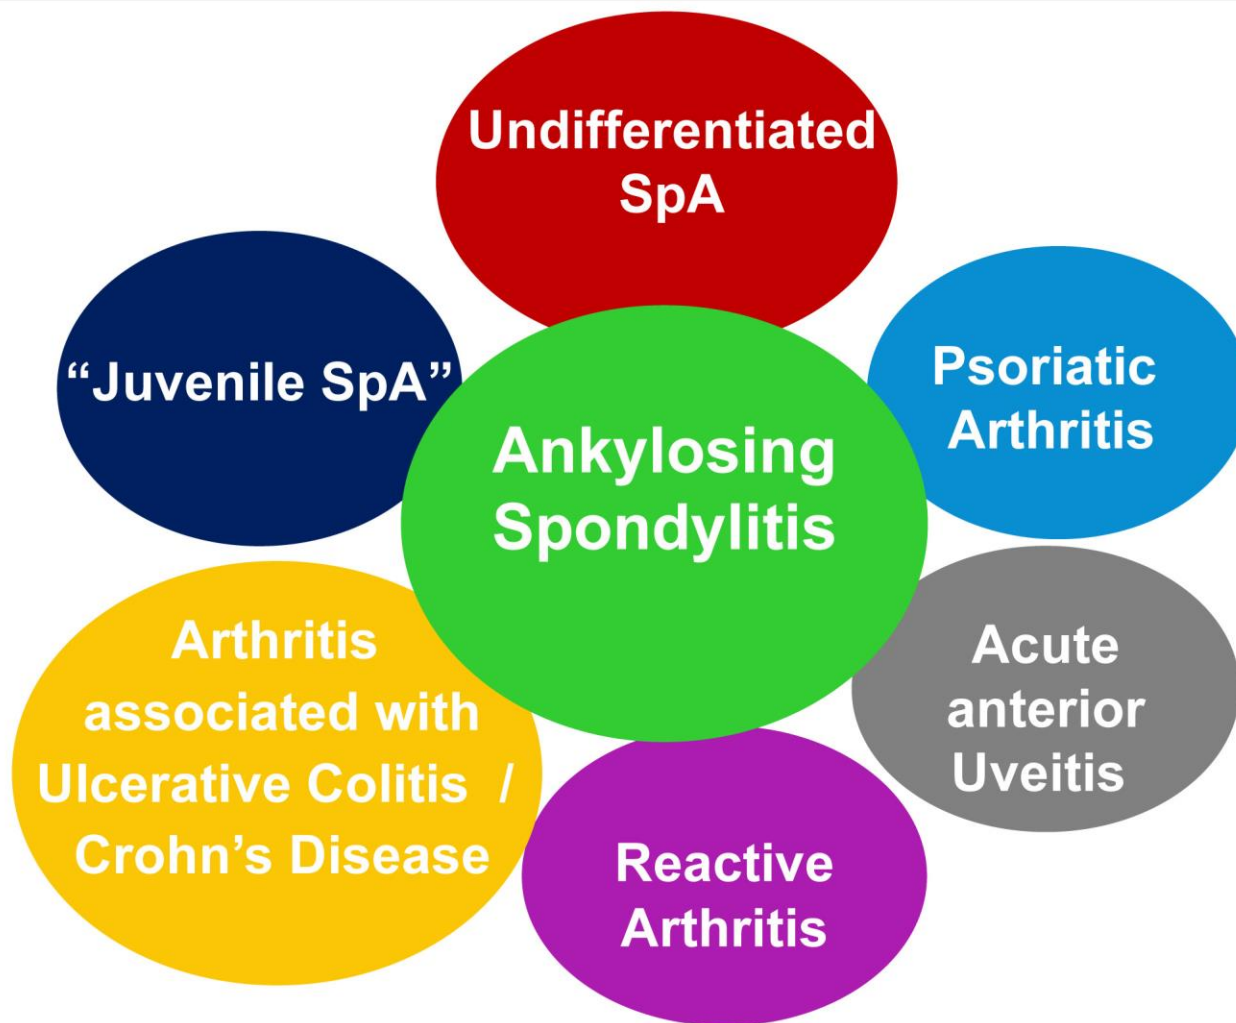 Undifferentiated
SpA
“Juvenile SpA”
Psoriatic
Arthritis
Ankylosing
Spondylitis
Arthritis
associated with
Ulcerative Colitis /
Crohn’s Disease
Acute
anterior
Uveitis
Reactive
Arthritis